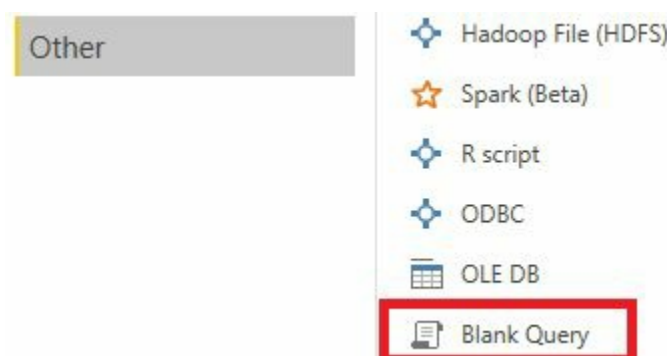 Other
Hadoop File (HDFS)
Spark (Beta)
R script
ODBC
OLE DB
Blank Query